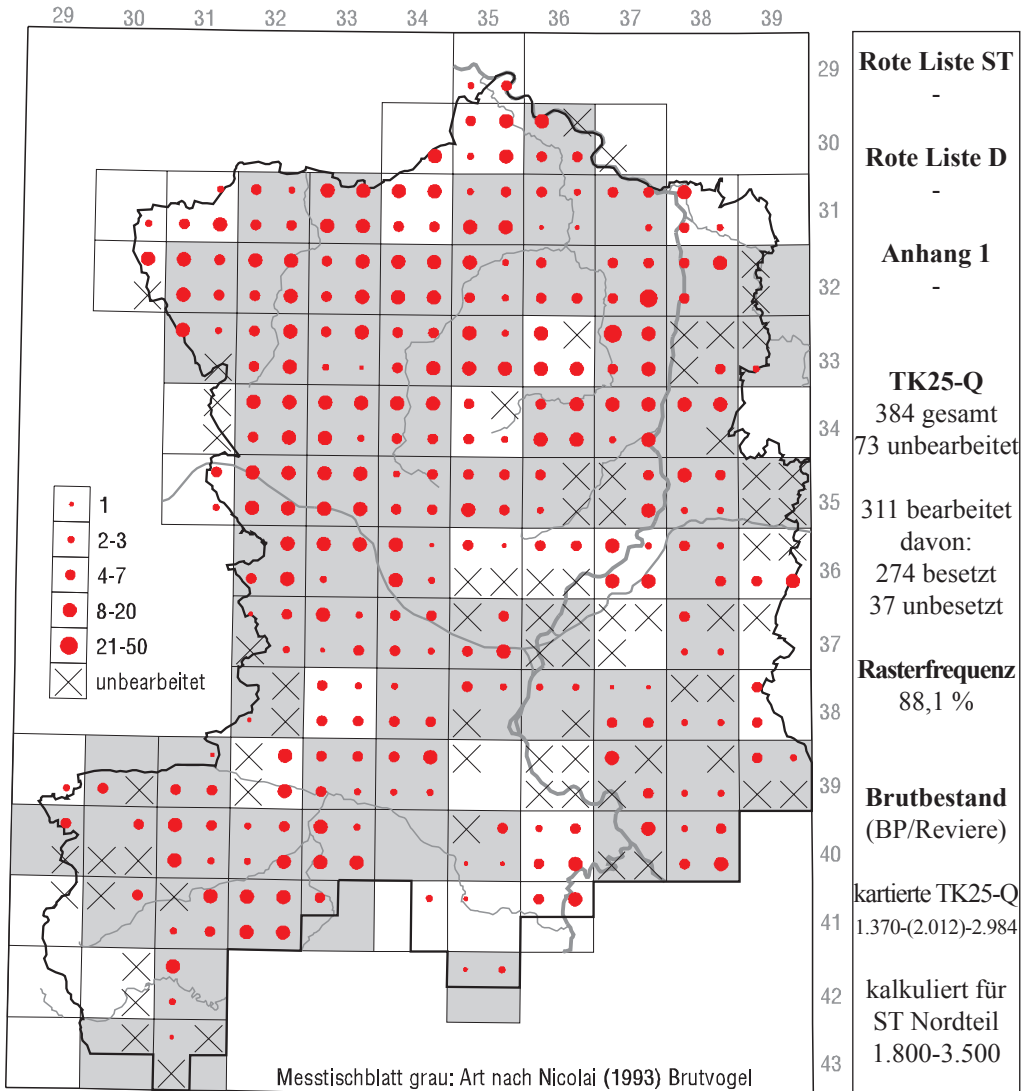 29 30 31 32 33 34 35 36 37 38 39
29
30
31
32
33
34
35
36
37
38
39
40
41
42
43
1
2-3
4-7
8-20
21-50
unbearbeitet
Messtischblatt grau: Art nach Nicolai (1993) Brutvogel
Rote Liste ST
-
Rote Liste D
-
Anhang 1
-
TK25-Q
384 gesamt
73 unbearbeitet
311 bearbeitet
davon:
274 besetzt
37 unbesetzt
Rasterfrequenz
88,1 %
Brutbestand
(BP/Reviere)
kartierte TK25-Q
1.370-(2.012)-2.984
kalkuliert für
ST Nordteil
1.800-3.500